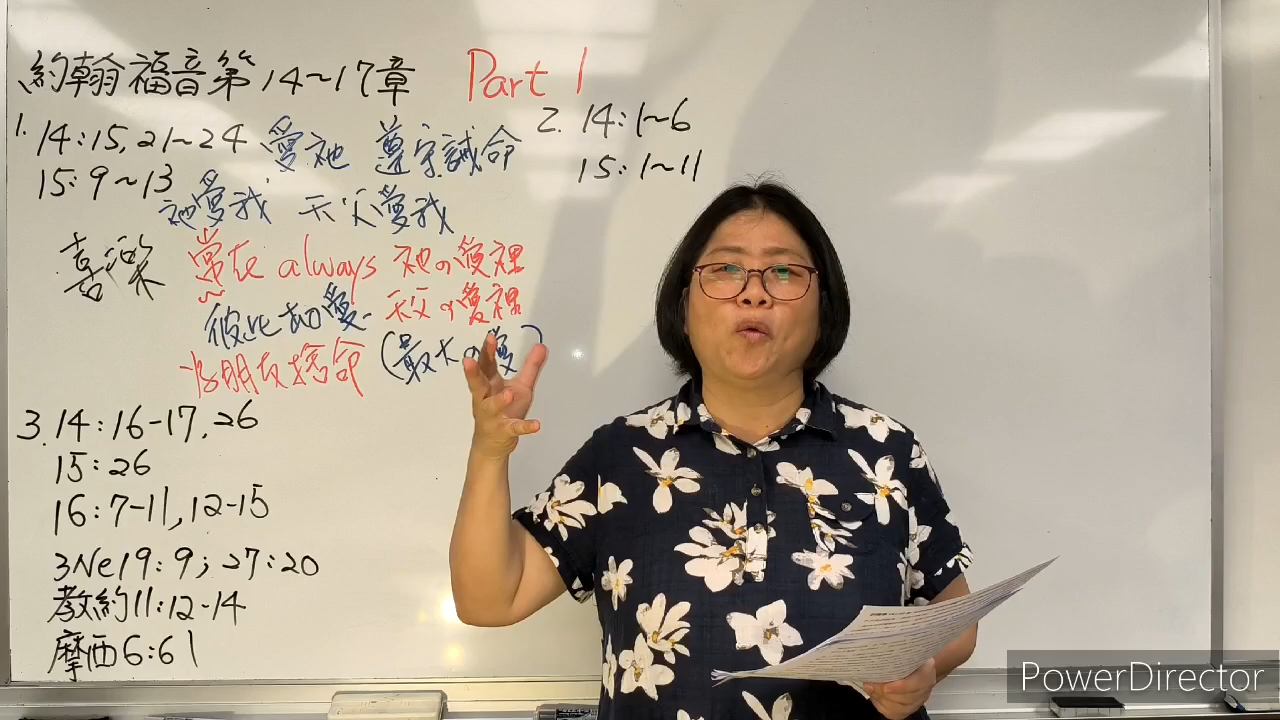 約翰福音第14~17章 Part 1
1. 14:15,21~24 愛祂 遵守誡命
15:9~13
祂愛我 天父愛我
喜樂 常在 always 祂の愛裡
彼此相愛. 天父の愛裡
為朋友捨命 (最大の愛)
2. 14:1~6
15:1~11
3. 14:16-17,26
15:26
16:7-11,12-15
3Ne19:9;27:20
教約11:12-14
摩西6:61
PowerDirector